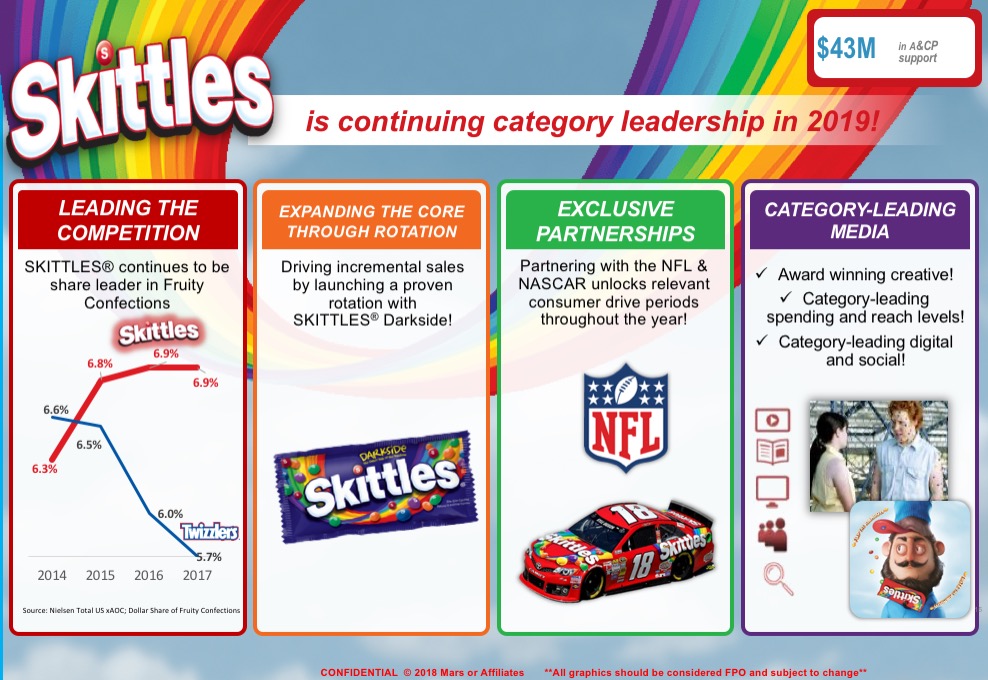 Skittles
$43M in A&CP
support
is continuing category leadership in 2019!
LEADING THE
COMPETITION
SKITTLES® continues to be
share leader in Fruity
Confections
Skittles
6.8%
6.9%
6.9%
6.6%
6.5%
6.3%
6.0%
Twizzlers
5.7%
2014 2015 2016 2017
Source: Nielsen Total US xAOC; Dollar Share of Fruity Confections
EXPANDING THE CORE
THROUGH ROTATION
Driving incremental sales
by launching a proven
rotation with
SKITTLES® Darkside!
DARKSIDE
Skittles
EXCLUSIVE
PARTNERSHIPS
Partnering with the NFL &
NASCAR unlocks relevant
consumer drive periods
throughout the year!
NFL
18
Skittles
18
Skittles
CATEGORY-LEADING
MEDIA
✓ Award winning creative!
✓ Category-leading
spending and reach levels!
✓ Category-leading digital
and social!
Skittles
CONFIDENTIAL © 2018 Mars or Affiliates **All graphics should be considered FPO and subject to change**